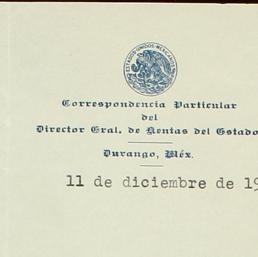 ESTADOS UNIDOS MEXICANOS
Correspondencia Particular
del
Director Gral. de Rentas del Estado
Durango, Méx.
11 de diciembre de 19